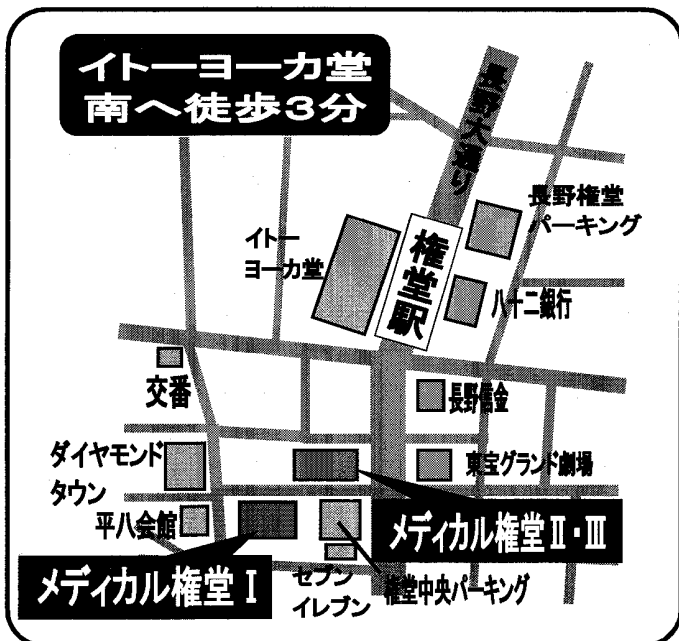 イトーヨーカ堂
南へ徒歩3分
長野大通り
長野権堂
パーキング
イトー
ヨーカ堂
権堂駅
八十二銀行
交番
長野信金
ダイヤモンド
タウン
東宝グランド劇場
平八会館
メディカル権堂Ⅱ・Ⅲ
メディカル権堂Ⅰ
セブン
イレブン
権堂中央パーキング